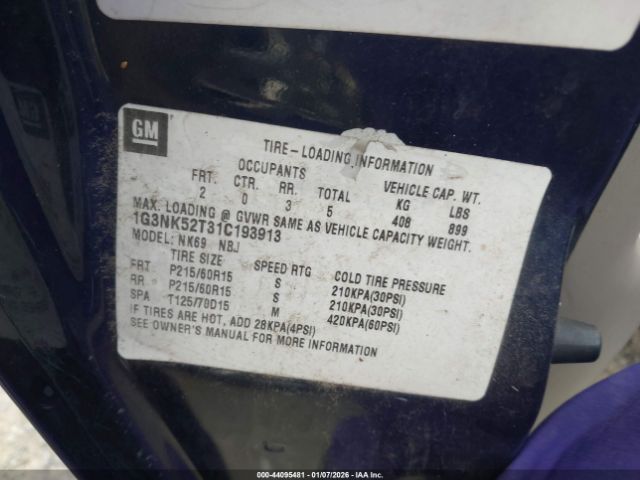 GM
TIRE-LOADING INFORMATION
OCCUPANTS VEHICLE CAP. WT.
FRT. CTR. RR. TOTAL KG LBS
2 0 3 5 408 899
MAX. LOADING @ GVWR SAME AS VEHICLE CAPACITY WEIGHT.
1G3NK52T31C193913
MODEL: NK69 NBJ
TIRE SIZE SPEED RTG COLD TIRE PRESSURE
FRT P215/60R15 S 210KPA(30PSI)
RR P215/60R15 S 210KPA(30PSI)
SPA T125/70D15 M 420KPA(60PSI)
IF TIRES ARE HOT, ADD 28KPA(4PSI)
SEE OWNER'S MANUAL FOR MORE INFORMATION
000-44095481 | 01/07/2026 | IAAI.COM